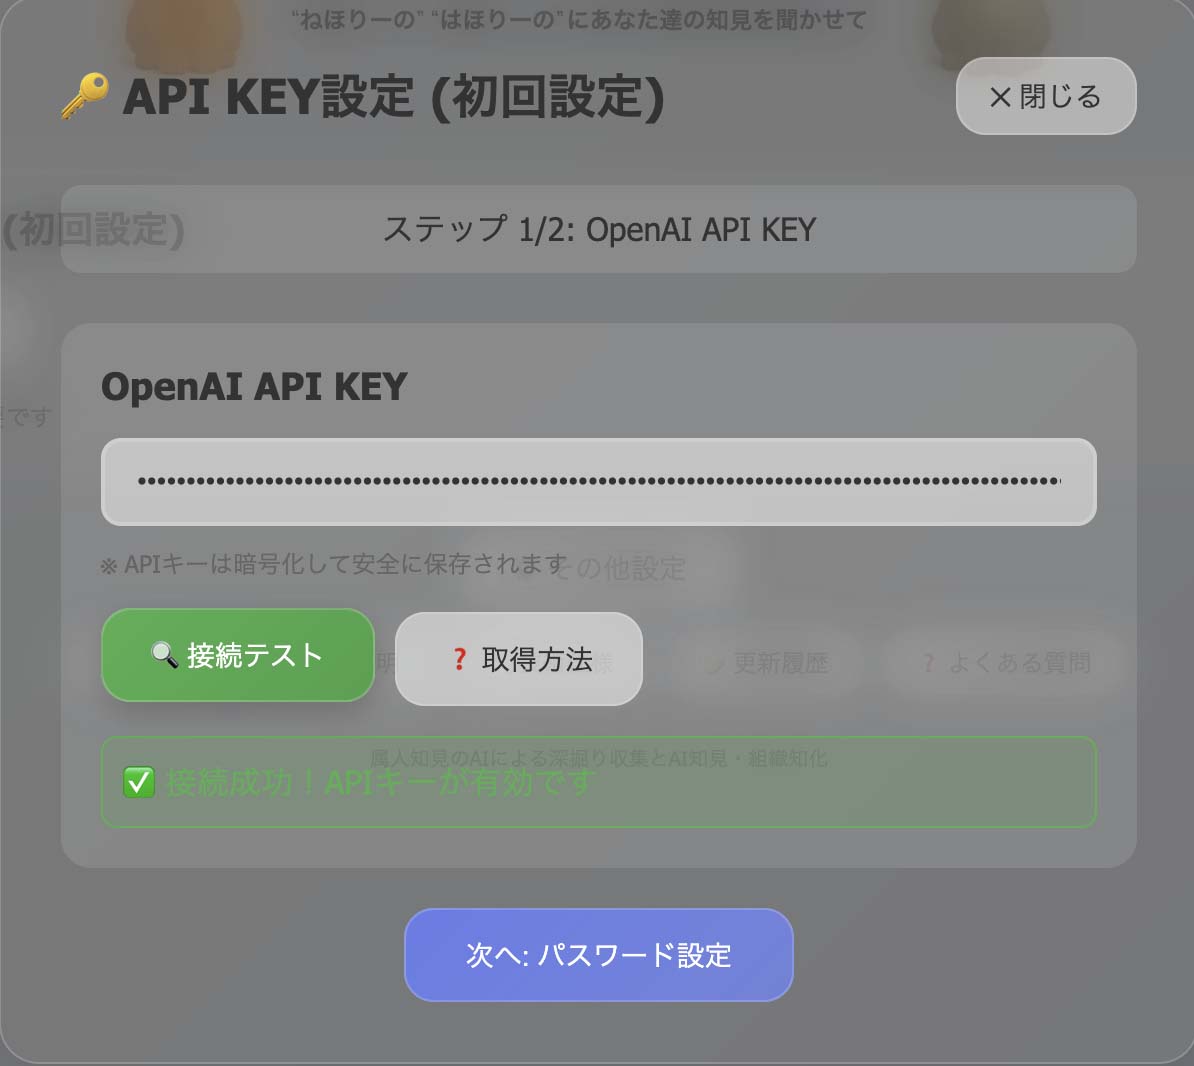 “ねほりーの” “はほりーの” にあなた達の知見を聞かせて
🔑 API KEY設定 (初回設定)
✕ 閉じる
(初回設定)
ステップ 1/2: OpenAI API KEY
OpenAI API KEY
です
※ APIキーは暗号化して安全に保存されます
その他設定
🔍 接続テスト
明
❓ 取得方法
様
更新履歴
❓ よくある質問
属人知見のAIによる深掘り収集とAI知見・組織知化
✅ 接続成功！APIキーが有効です
次へ: パスワード設定